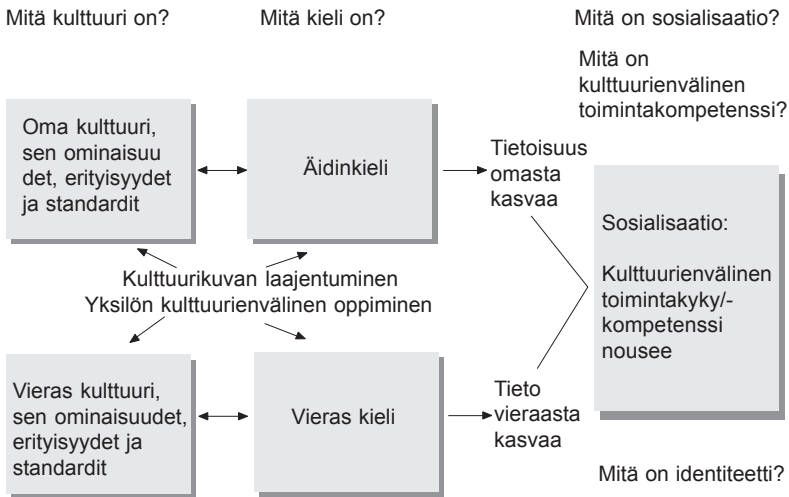 Mitä kulttuuri on?
Mitä kieli on?
Mitä on sosialisaatio?
Mitä on
kulttuurienvälinen
toimintakompetenssi?
Oma kulttuuri,
sen ominaisuu
det, erityisyydet
ja standardit
Äidinkieli
Tietoisuus
omasta
kasvaa
Sosialisaatio:
Kulttuurienvälinen
toimintakyky/-
kompetenssi
nousee
Kulttuurikuvan laajentuminen
Yksilön kulttuurienvälinen oppiminen
Vieras kulttuuri,
sen ominaisuudet,
erityisyydet ja
standardit
Vieras kieli
Tieto
vieraasta
kasvaa
Mitä on identiteetti?